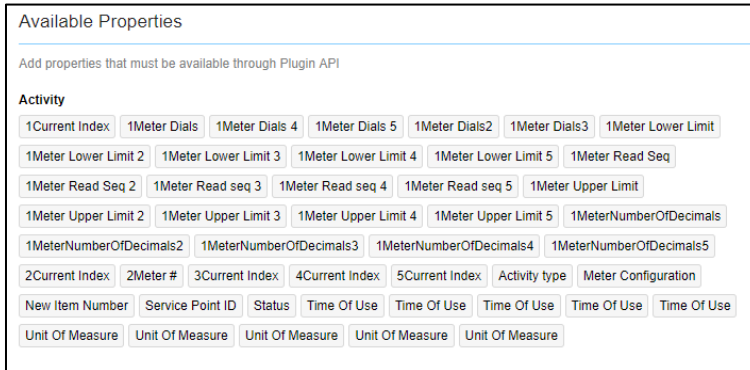 Available Properties
Add properties that must be available through Plugin API
Activity
1Current Index 1Meter Dials 1Meter Dials 4 1Meter Dials 5 1Meter Dials2 1Meter Dials3 1Meter Lower Limit
1Meter Lower Limit 2 1Meter Lower Limit 3 1Meter Lower Limit 4 1Meter Lower Limit 5 1Meter Read Seq
1Meter Read Seq 2 1Meter Read seq 3 1Meter Read seq 4 1Meter Read seq 5 1Meter Upper Limit
1Meter Upper Limit 2 1Meter Upper Limit 3 1Meter Upper Limit 4 1Meter Upper Limit 5 1MeterNumberOfDecimals
1MeterNumberOfDecimals2 1MeterNumberOfDecimals3 1MeterNumberOfDecimals4 1MeterNumberOfDecimals5
2Current Index 2Meter # 3Current Index 4Current Index 5Current Index Activity type Meter Configuration
New Item Number Service Point ID Status Time Of Use Time Of Use Time Of Use Time Of Use Time Of Use
Unit Of Measure Unit Of Measure Unit Of Measure Unit Of Measure Unit Of Measure